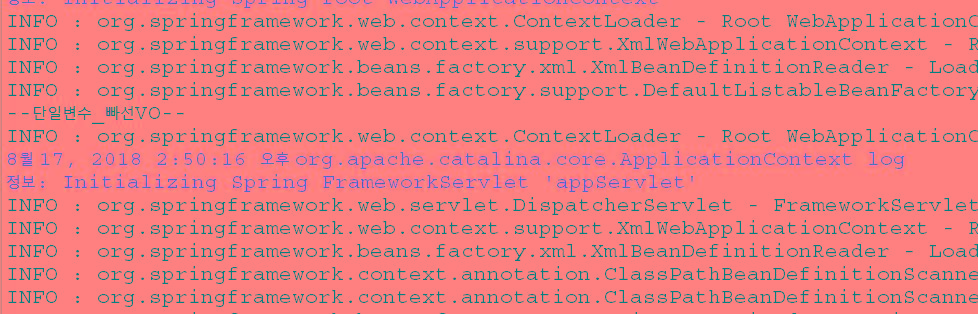 정보: Initializing Spring root WebApplicationContext
INFO : org.springframework.web.context.ContextLoader - Root WebApplicationC
INFO : org.springframework.web.context.support.XmlWebApplicationContext - R
INFO : org.springframework.beans.factory.xml.XmlBeanDefinitionReader - Load
INFO : org.springframework.beans.factory.support.DefaultListableBeanFactory
--단일변수_빠선VO--
INFO : org.springframework.web.context.ContextLoader - Root WebApplicationC
8월 17, 2018 2:50:16 오후 org.apache.catalina.core.ApplicationContext log
정보: Initializing Spring FrameworkServlet 'appServlet'
INFO : org.springframework.web.servlet.DispatcherServlet - FrameworkServlet
INFO : org.springframework.web.context.support.XmlWebApplicationContext - R
INFO : org.springframework.beans.factory.xml.XmlBeanDefinitionReader - Load
INFO : org.springframework.context.annotation.ClassPathBeanDefinitionScanne
INFO : org.springframework.context.annotation.ClassPathBeanDefinitionScanne